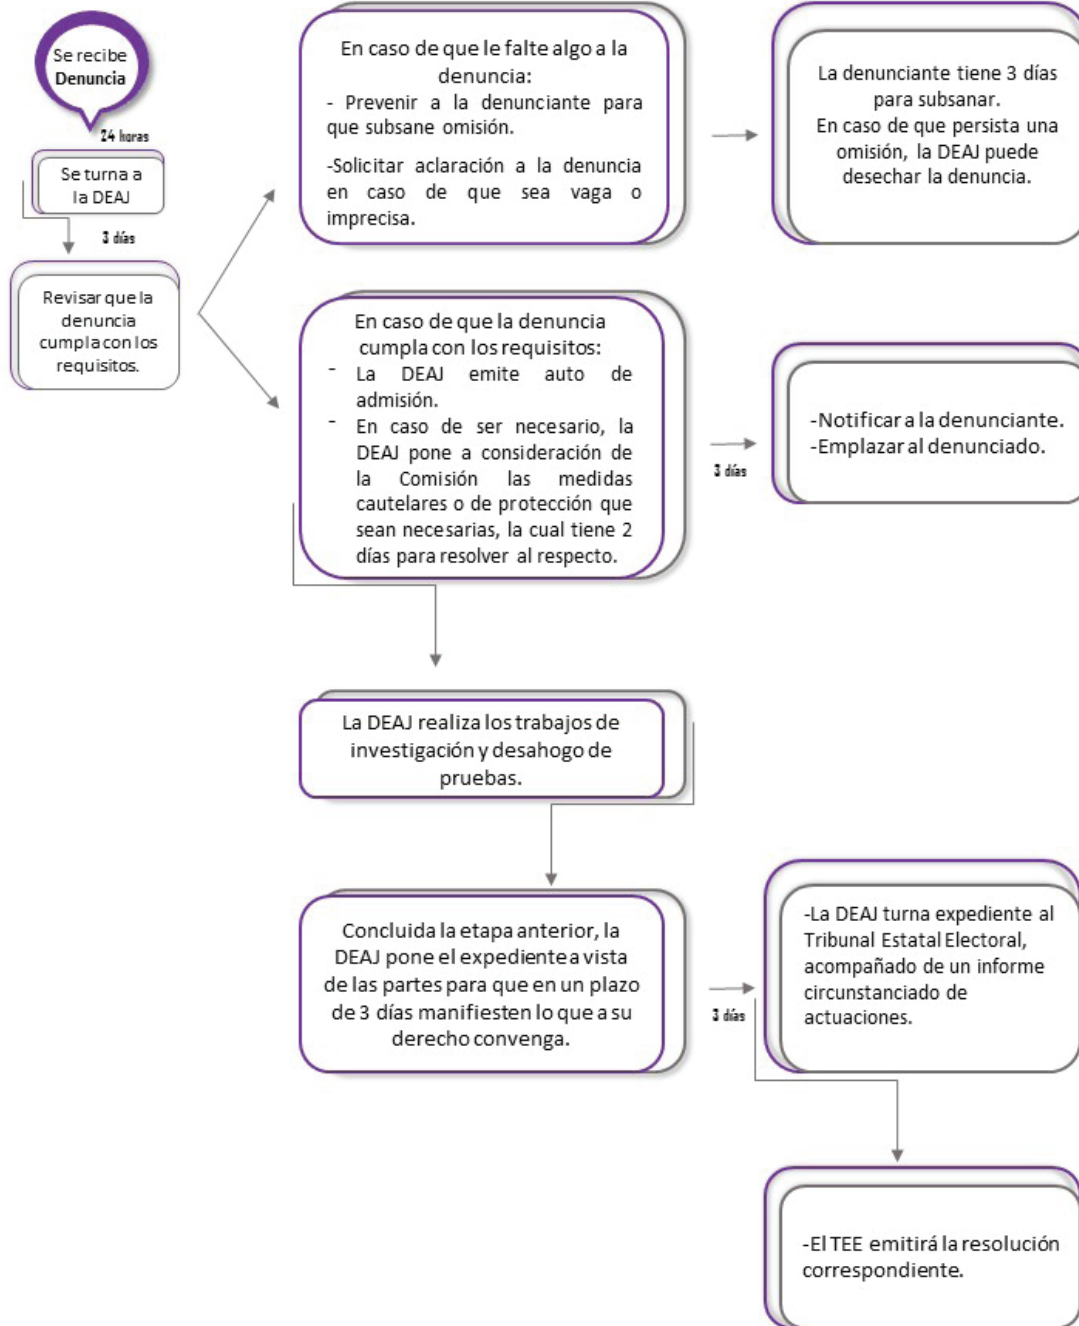 Se recibe
Denuncia
24 horas
Se turna a
la DEAJ
3 días
Revisar que la
denuncia
cumpla con los
requisitos.
En caso de que le falte algo a la
denuncia:
- Prevenir a la denunciante para
que subsane omisión.
-Solicitar aclaración a la denuncia
en caso de que sea vaga o
imprecisa.
La denunciante tiene 3 días
para subsanar.
En caso de que persista una
omisión, la DEAJ puede
desechar la denuncia.
En caso de que la denuncia
cumpla con los requisitos:
- La DEAJ emite auto de
admisión.
- En caso de ser necesario, la
DEAJ pone a consideración de
la Comisión las medidas
cautelares o de protección que
sean necesarias, la cual tiene 2
días para resolver al respecto.
3 días
-Notificar a la denunciante.
-Emplazar al denunciado.
La DEAJ realiza los trabajos de
investigación y desahogo de
pruebas.
Concluida la etapa anterior, la
DEAJ pone el expediente a vista
de las partes para que en un plazo
de 3 días manifiesten lo que a su
derecho convenga.
3 días
-La DEAJ turna expediente al
Tribunal Estatal Electoral,
acompañado de un informe
circunstanciado de
actuaciones.
-El TEE emitirá la resolución
correspondiente.